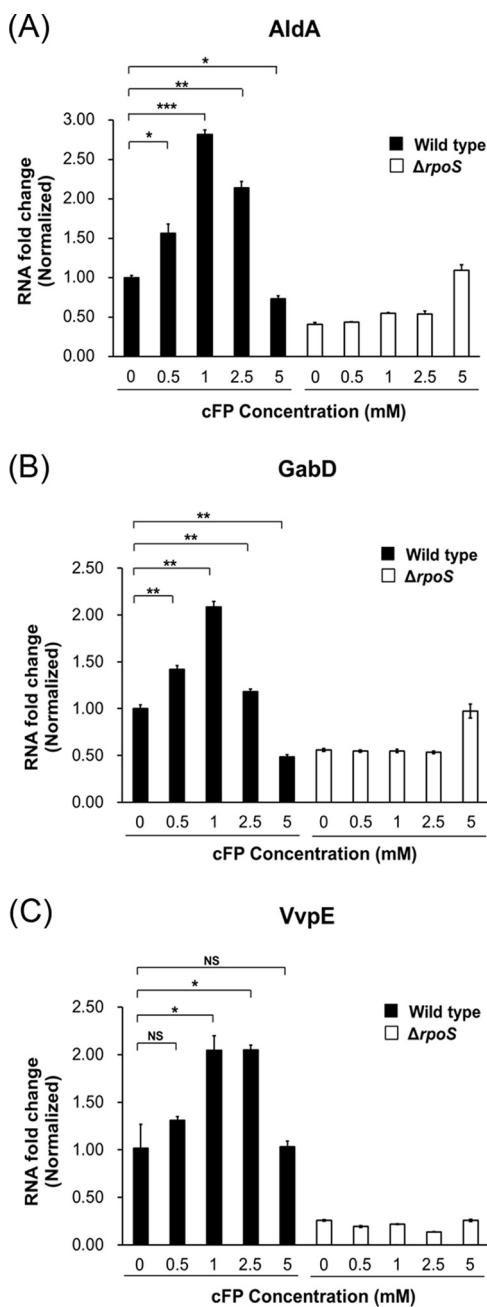 (A)
AldA
*
**
***
*
Wild type
ΔrpoS
RNA fold change
(Normalized)
3.00
2.50
2.00
1.50
1.00
0.50
0.00
0 0.5 1 2.5 5 0 0.5 1 2.5 5
cFP Concentration (mM)
(B)
GabD
**
**
**
**
Wild type
ΔrpoS
RNA fold change
(Normalized)
2.50
2.00
1.50
1.00
0.50
0.00
0 0.5 1 2.5 5 0 0.5 1 2.5 5
cFP Concentration (mM)
(C)
VvpE
NS
*
*
NS
Wild type
ΔrpoS
RNA fold change
(Normalized)
2.50
2.00
1.50
1.00
0.50
0.00
0 0.5 1 2.5 5 0 0.5 1 2.5 5
cFP Concentration (mM)